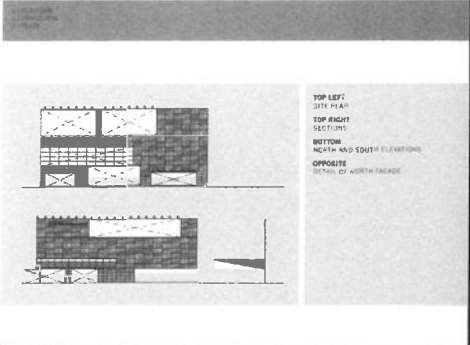 TOP LEFT
SITE PLAN
TOP RIGHT
SECTIONS
BOTTOM
NORTH AND SOUTH ELEVATIONS
OPPOSITE
DETAIL OF NORTH FACADE